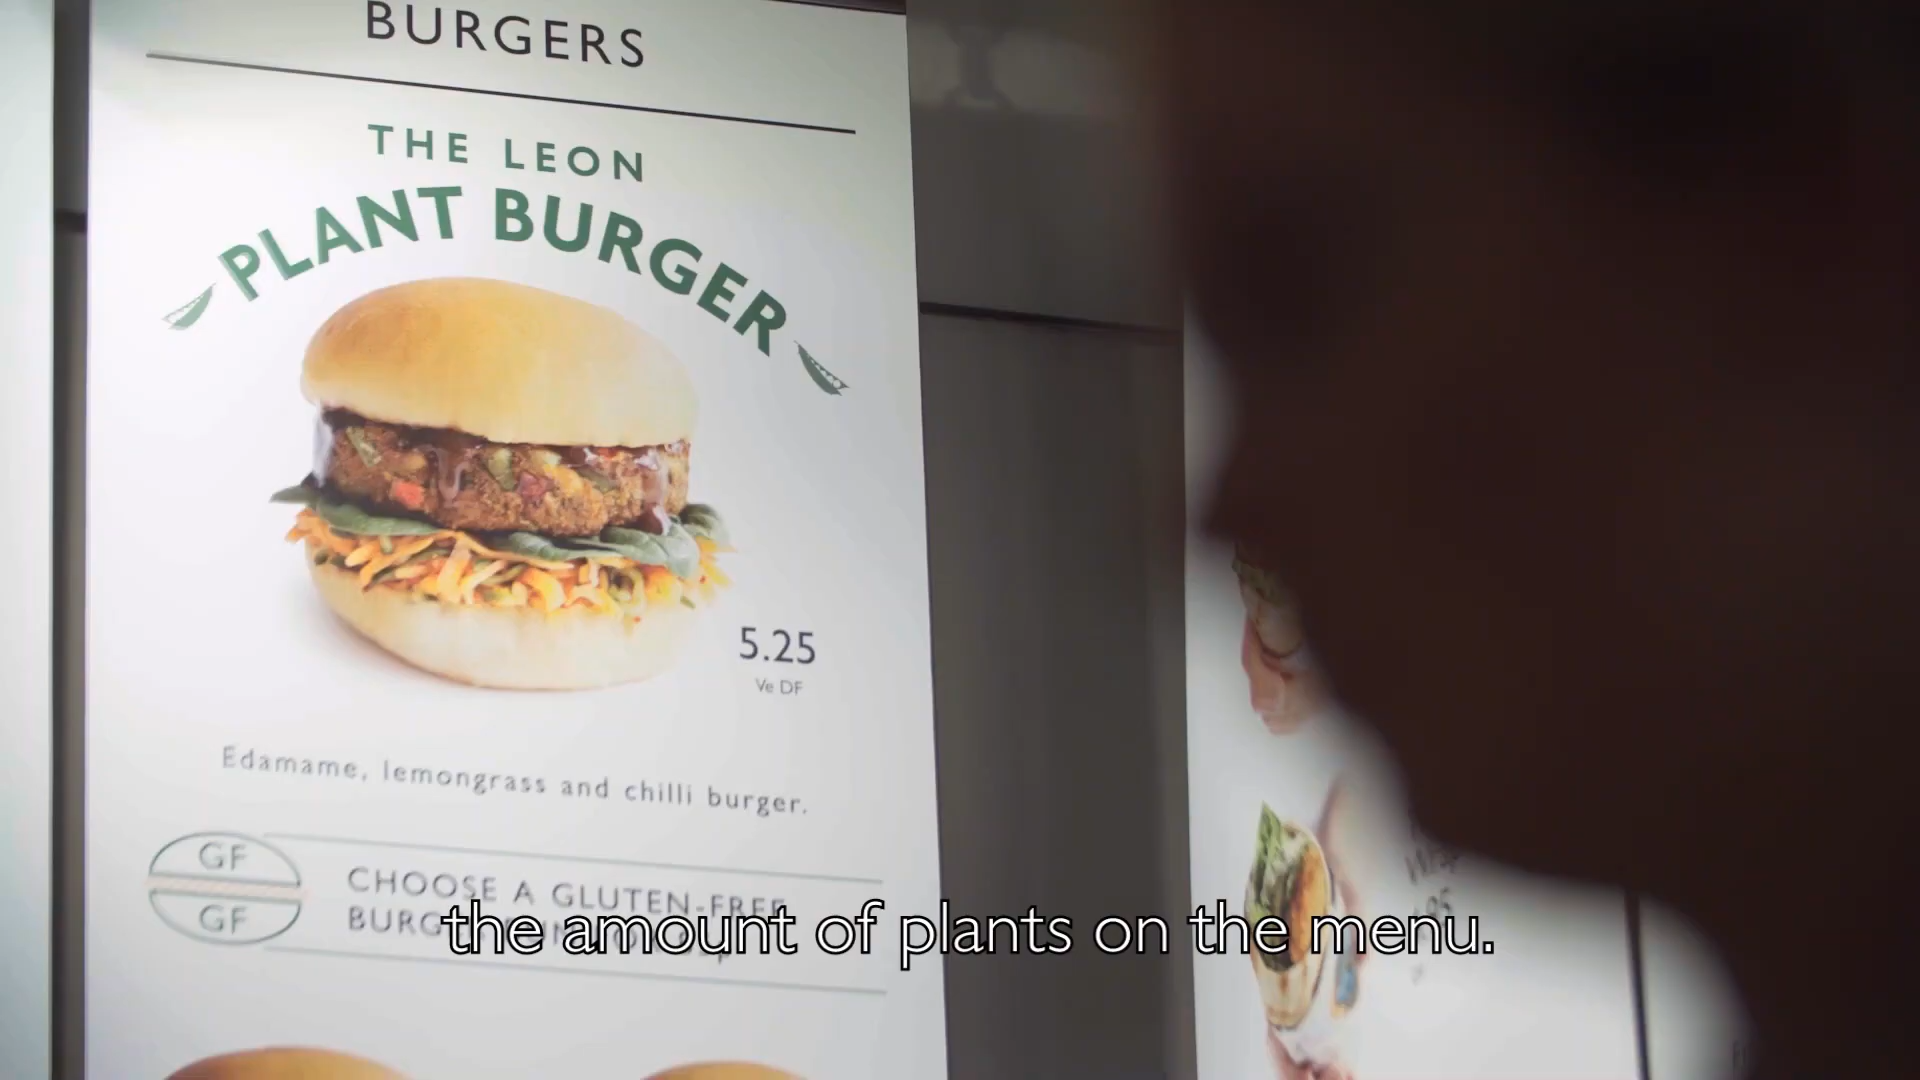 BURGERS
THE LEON
PLANT BURGER
5.25
Ve DF
Edamame, lemongrass and chilli burger.
GF
GF
CHOOSE A GLUTEN-FREE
the amount of plants on the menu.